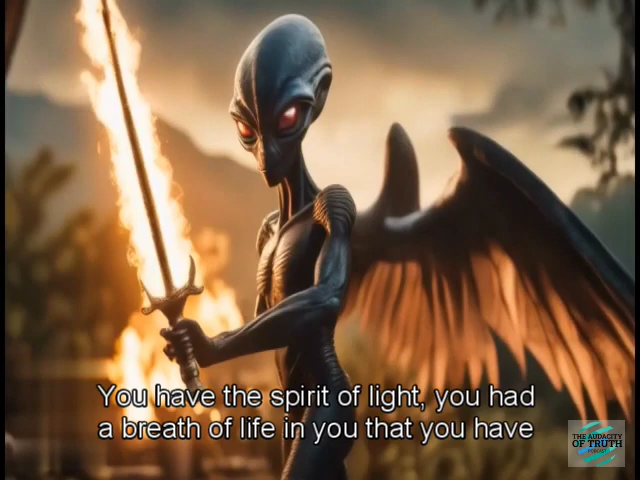 You have the spirit of light, you had
a breath of life in you that you have
THE AUDACITY
OF TRUTH
PODCAST